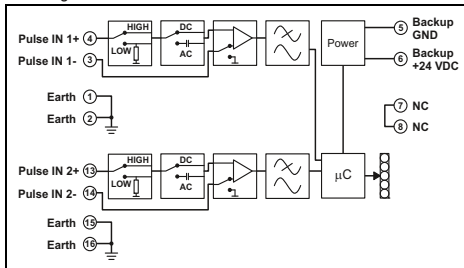 Pulse IN 1+ 4 HIGH LOW DC AC Power 5 Backup GND
Pulse IN 1- 3 6 Backup +24 VDC
Earth 1 7 NC
Earth 2 8 NC
Pulse IN 2+ 13 HIGH LOW DC AC µC
Pulse IN 2- 14
Earth 15
Earth 16